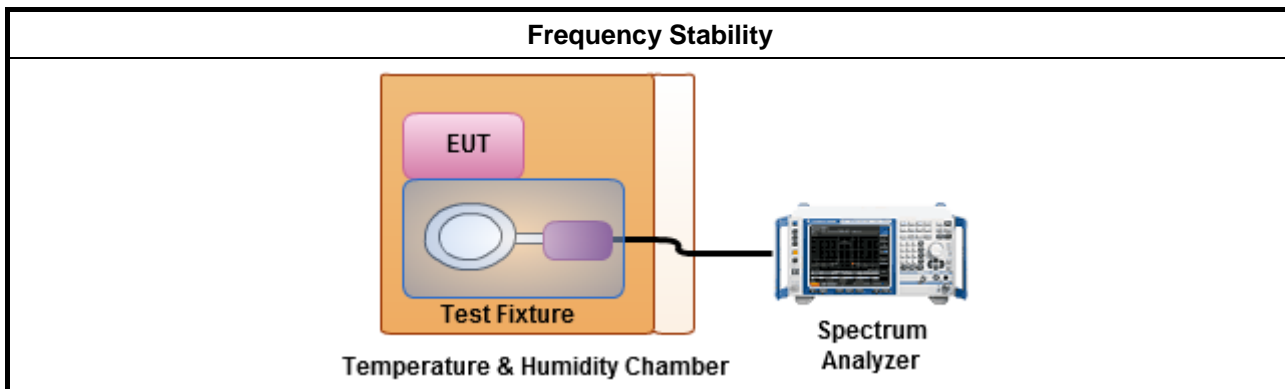 Frequency Stability
EUT
Test Fixture
Temperature & Humidity Chamber
Spectrum
Analyzer